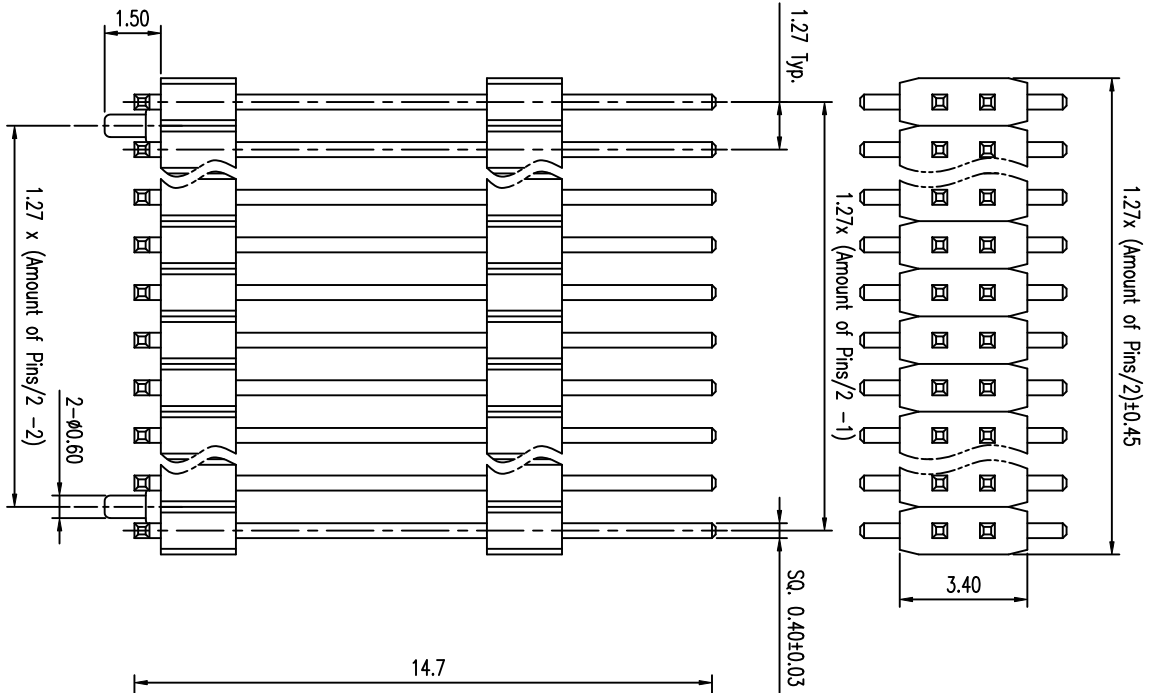 1.50
1.27 Typ.
1.27 x (Amount of Pins/2 -2)
2-ø0.60
1.27x (Amount of Pins/2 -1)
1.27x (Amount of Pins/2)±0.45
3.40
SQ. 0.40±0.03
14.7